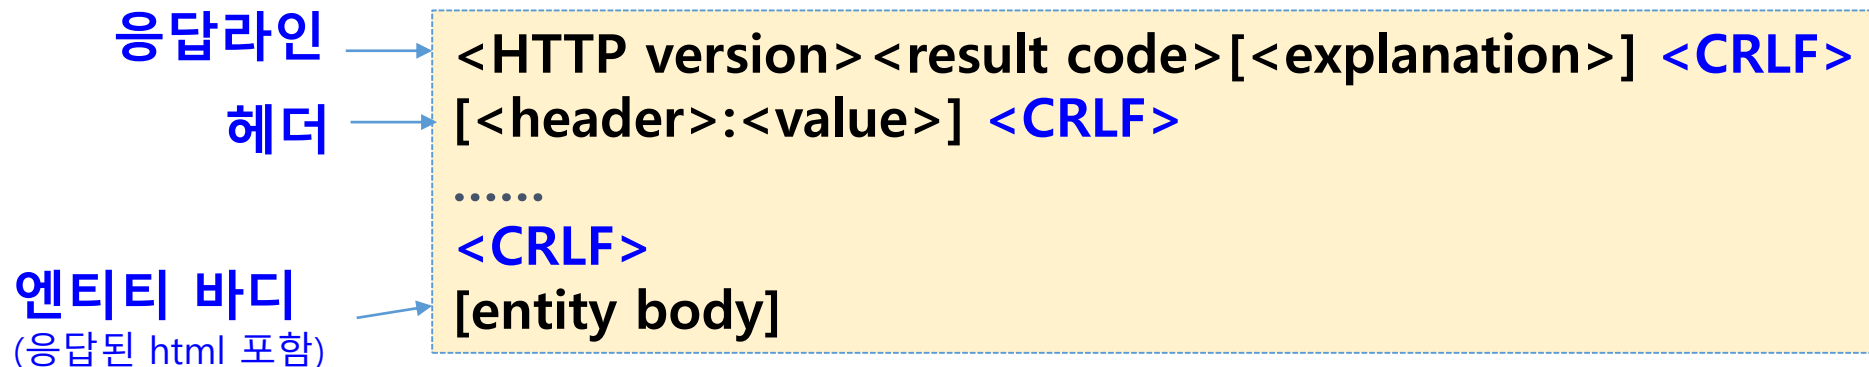 응답라인
<HTTP version><result code>[<explanation>] <CRLF>
헤더
[<header>:<value>] <CRLF>
......
<CRLF>
엔티티 바디
(응답된 html 포함)
[entity body]